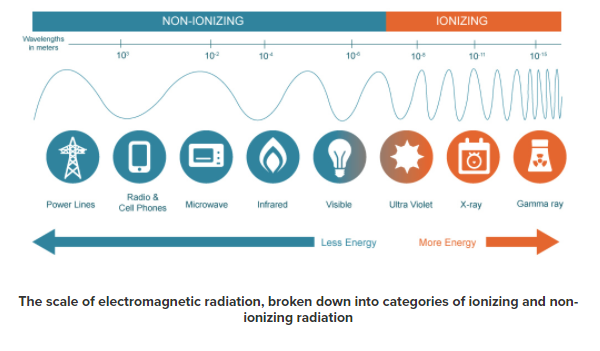 NON-IONIZING IONIZING
Wavelengths
in meters
10⁵ 10⁻² 10⁻⁴ 10⁻⁶ 10⁻⁸ 10⁻¹¹ 10⁻¹⁵
Power Lines
Radio &
Cell Phones
Microwave
Infrared
Visible
Ultra Violet
X-ray
Gamma ray
Less Energy More Energy
The scale of electromagnetic radiation, broken down into categories of ionizing and non-
ionizing radiation